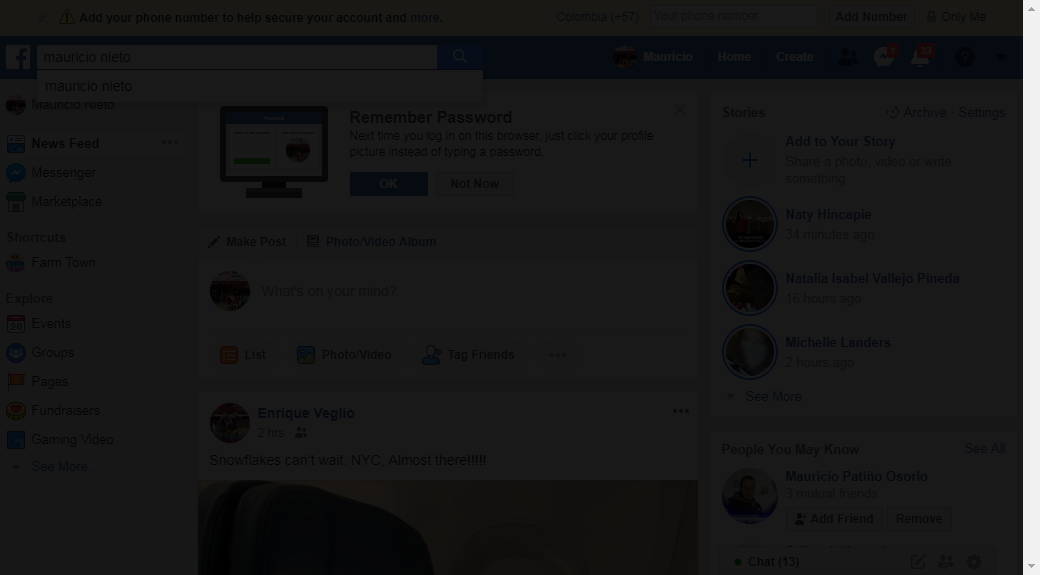 Add your phone number to help secure your account and more.
Colombia (+57)
Your phone number
Add Number
Only Me
mauricio nieto
Mauricio
Home
Create
1
33
?
mauricio nieto
Mauricio Nieto
News Feed
Messenger
Marketplace
Shortcuts
Farm Town
Explore
Events
Groups
Pages
Fundraisers
Gaming Video
See More...
Remember Password
Next time you log in on this browser, just click your profile
picture instead of typing a password.
OK
Not Now
Make Post
Photo/Video Album
What's on your mind?
List
Photo/Video
Tag Friends
Enrique Veglio
2 hrs ·
Snowflakes can't wait. NYC, Almost there!!!!!
Stories
Archive · Settings
Add to Your Story
Share a photo, video or write
something
Naty Hincapie
34 minutes ago
Natalia Isabel Vallejo Pineda
16 hours ago
Michelle Landers
2 hours ago
See More
People You May Know
See All
Mauricio Patiño Osorio
3 mutual friends
Add Friend
Remove
Chat (13)